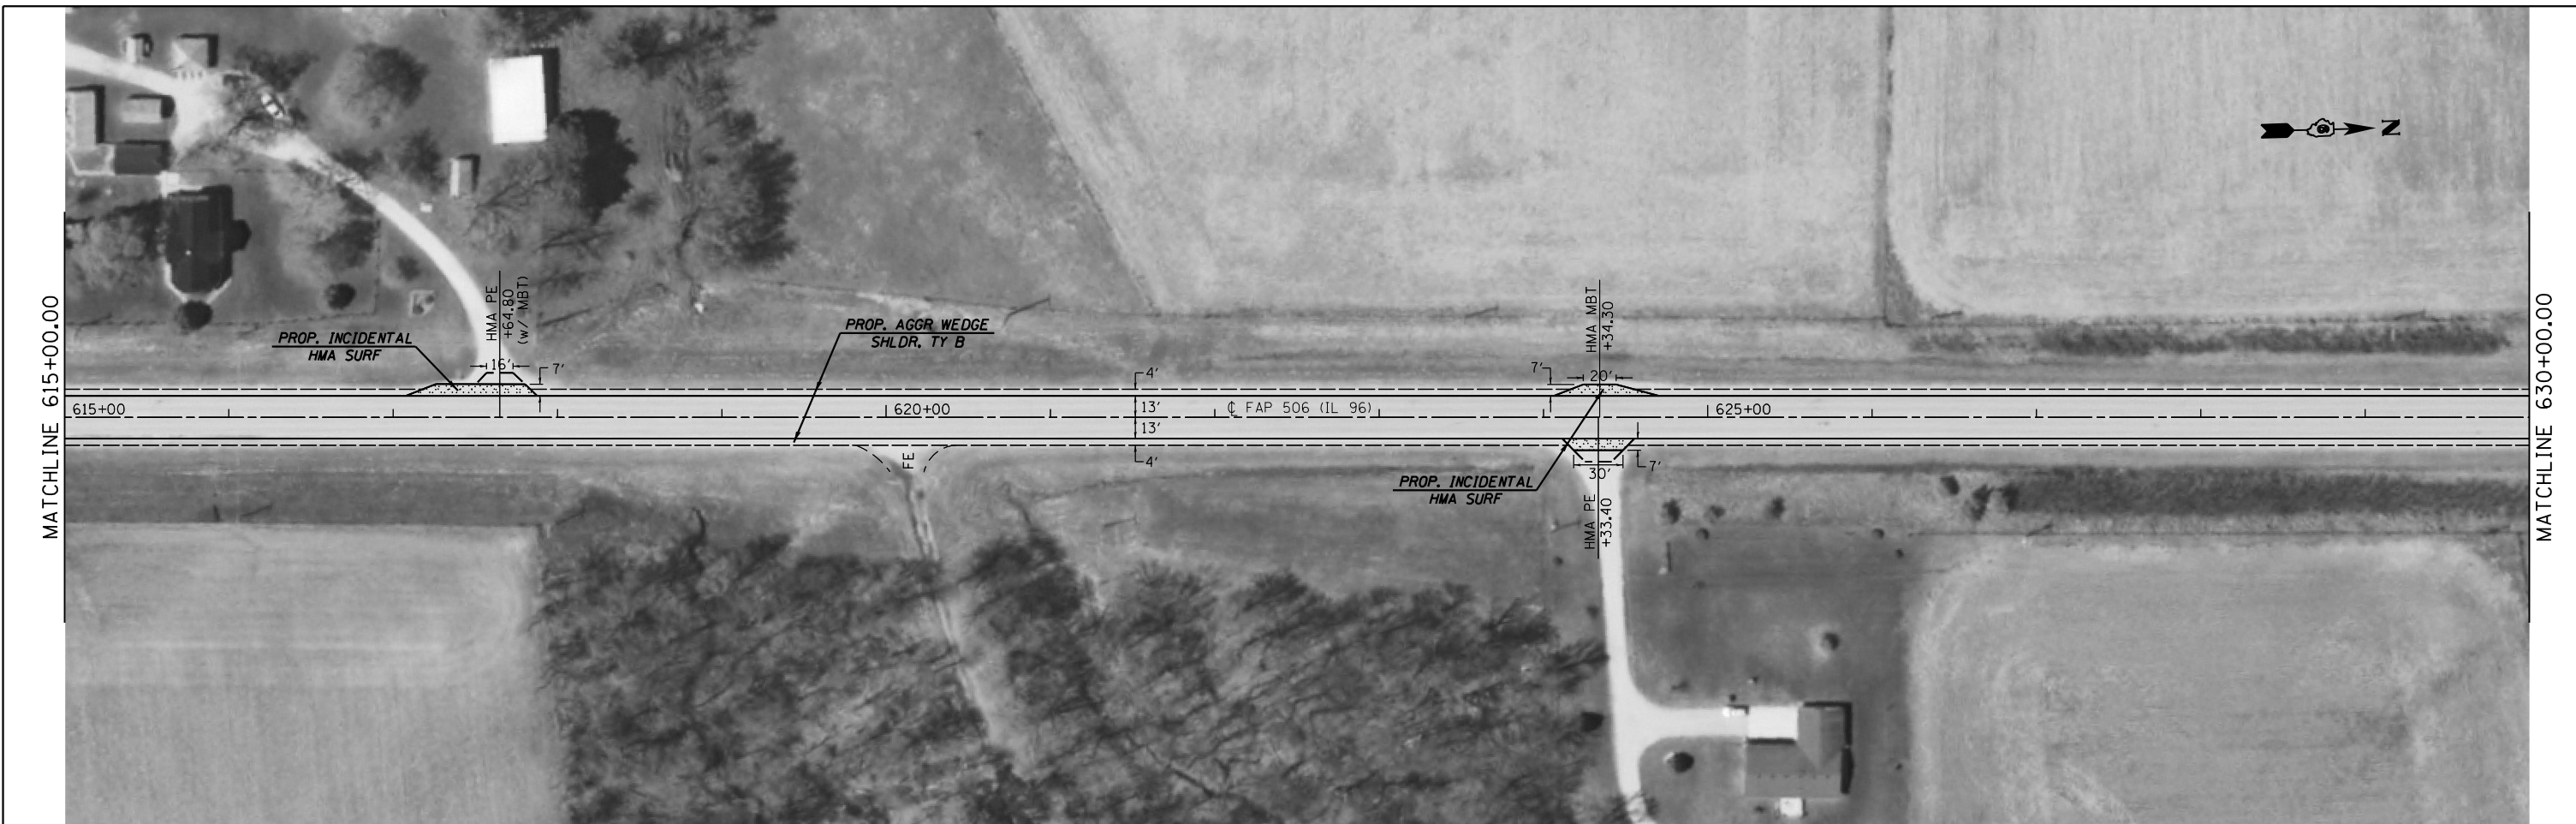 N
MATCHLINE 615+00.00
HMA PE
+64.80
(w/ MBT)
PROP. INCIDENTAL
HMA SURF
16'
7'
PROP. AGGR WEDGE
SHLDR, TY B
HMA MBT
+34.30
7'
20'
4'
615+00
620+00
13'
℄ FAP 506 (IL 96)
625+00
13'
4'
FE
30'
7'
PROP. INCIDENTAL
HMA SURF
HMA PE
+33.40
MATCHLINE 630+00.00